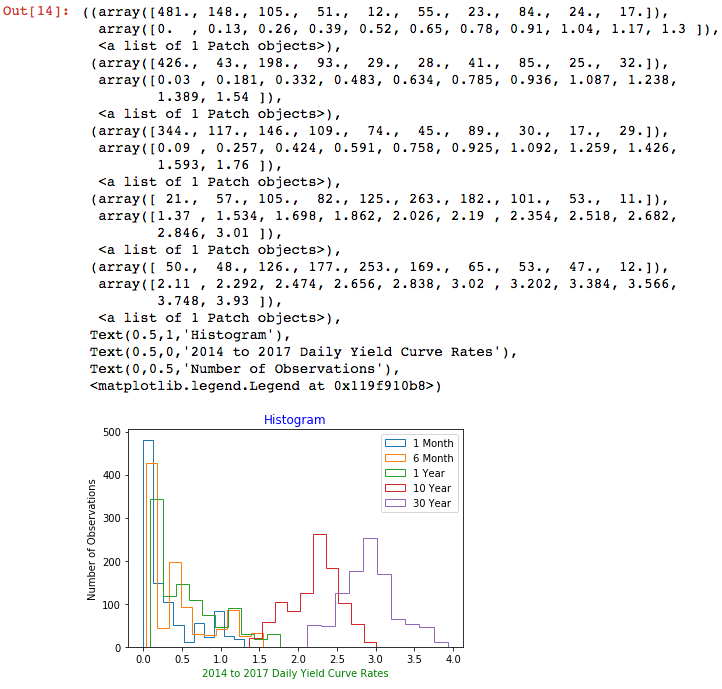 Out[14]: ((array([481., 148., 105.,  51.,  12.,  55.,  23.,  84.,  24.,  17.]),
array([0.  , 0.13, 0.26, 0.39, 0.52, 0.65, 0.78, 0.91, 1.04, 1.17, 1.3 ]),
<a list of 1 Patch objects>),
(array([426.,  43., 198.,  93.,  29.,  28.,  41.,  85.,  25.,  32.]),
array([0.03 , 0.181, 0.332, 0.483, 0.634, 0.785, 0.936, 1.087, 1.238,
1.389, 1.54 ]),
<a list of 1 Patch objects>),
(array([344., 117., 146., 109.,  74.,  45.,  89.,  30.,  17.,  29.]),
array([0.09 , 0.257, 0.424, 0.591, 0.758, 0.925, 1.092, 1.259, 1.426,
1.593, 1.76 ]),
<a list of 1 Patch objects>),
(array([ 21.,  57., 105.,  82., 125., 263., 182., 101.,  53.,  11.]),
array([1.37 , 1.534, 1.698, 1.862, 2.026, 2.19 , 2.354, 2.518, 2.682,
2.846, 3.01 ]),
<a list of 1 Patch objects>),
(array([ 50.,  48., 126., 177., 253., 169.,  65.,  53.,  47.,  12.]),
array([2.11 , 2.292, 2.474, 2.656, 2.838, 3.02 , 3.202, 3.384, 3.566,
3.748, 3.93 ]),
<a list of 1 Patch objects>),
Text(0.5,1,'Histogram'),
Text(0.5,0,'2014 to 2017 Daily Yield Curve Rates'),
Text(0,0.5,'Number of Observations'),
<matplotlib.legend.Legend at 0x119f910b8>)
Histogram
500
400
300
200
100
0
Number of Observations
1 Month
6 Month
1 Year
10 Year
30 Year
0.0 0.5 1.0 1.5 2.0 2.5 3.0 3.5 4.0
2014 to 2017 Daily Yield Curve Rates